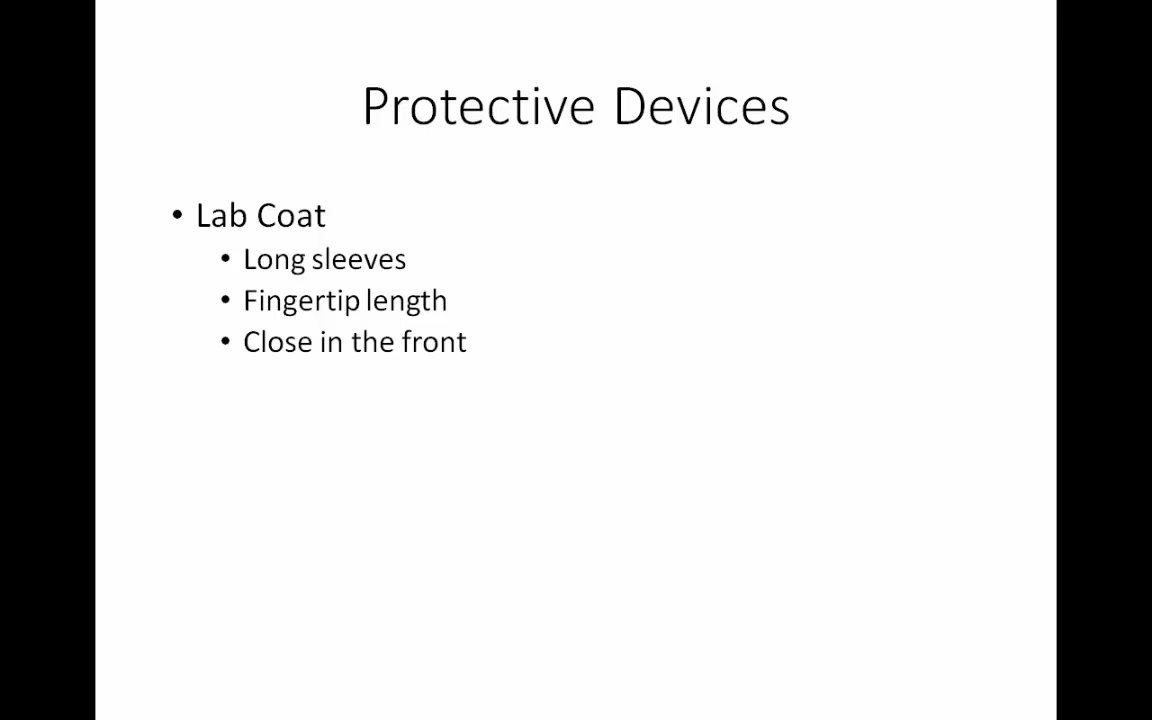 Protective Devices
• Lab Coat
• Long sleeves
• Fingertip length
• Close in the front